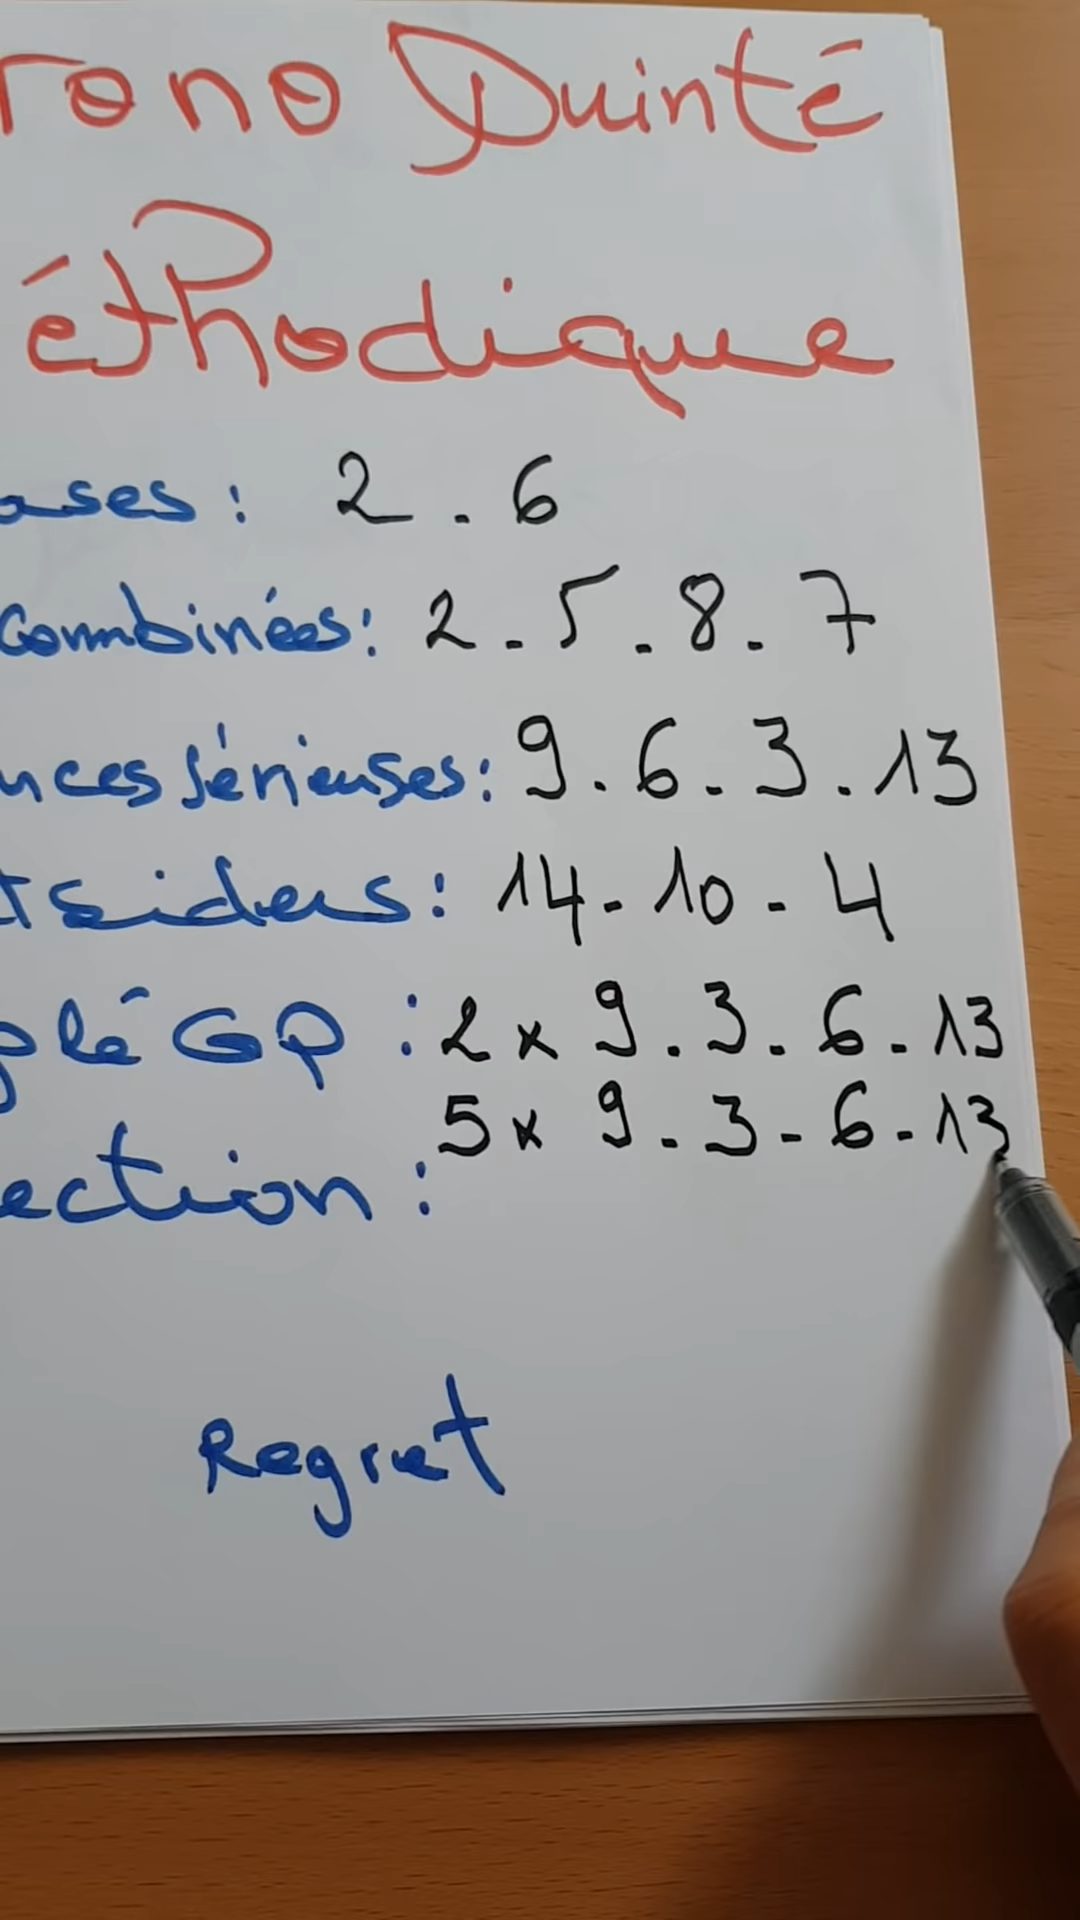 rono Quinté
éthodique
ases : 2 . 6
Combinées : 2 . 5 . 8 . 7
nces sérieuses : 9 . 6 . 3 . 13
tsiders : 14 - 10 - 4
plé GP : 2 x 9 . 3 . 6 . 13
5 x 9 . 3 - 6 - 13
ection :
Regret